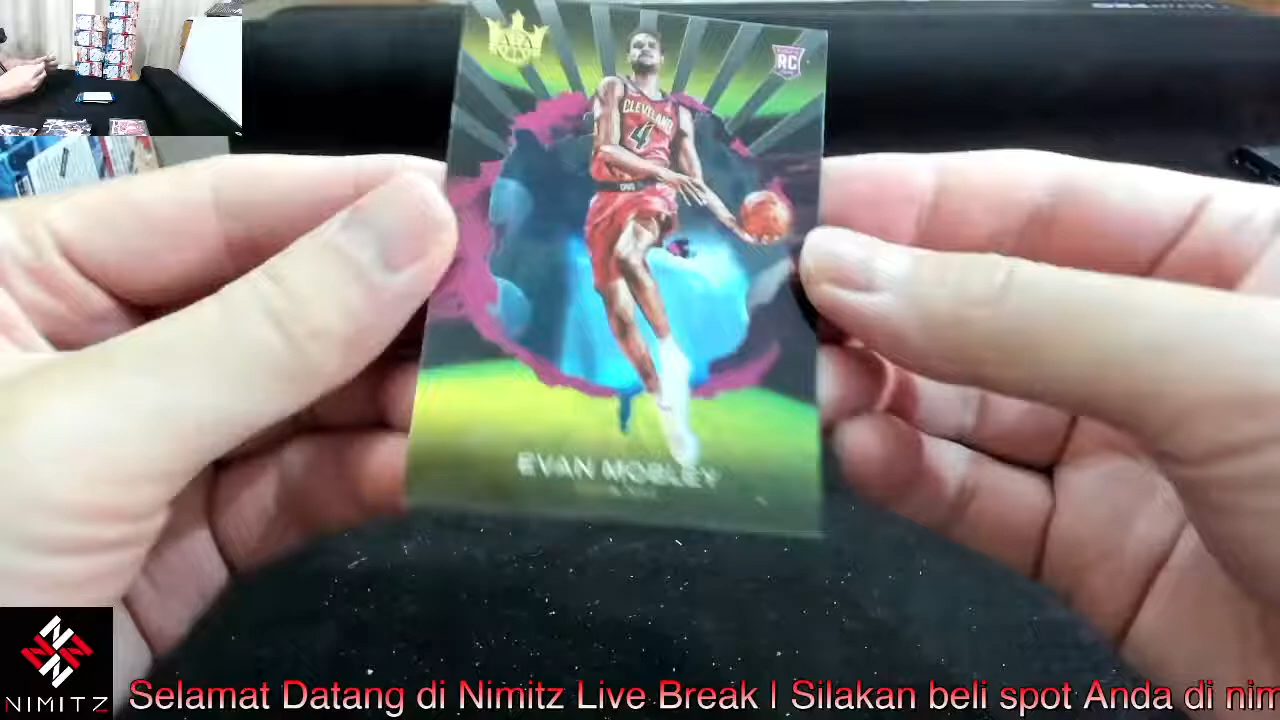 RC
CLEVELAND
4
EVAN MOBLEY
NIMITZ
Selamat Datang di Nimitz Live Break | Silakan beli spot Anda di nim